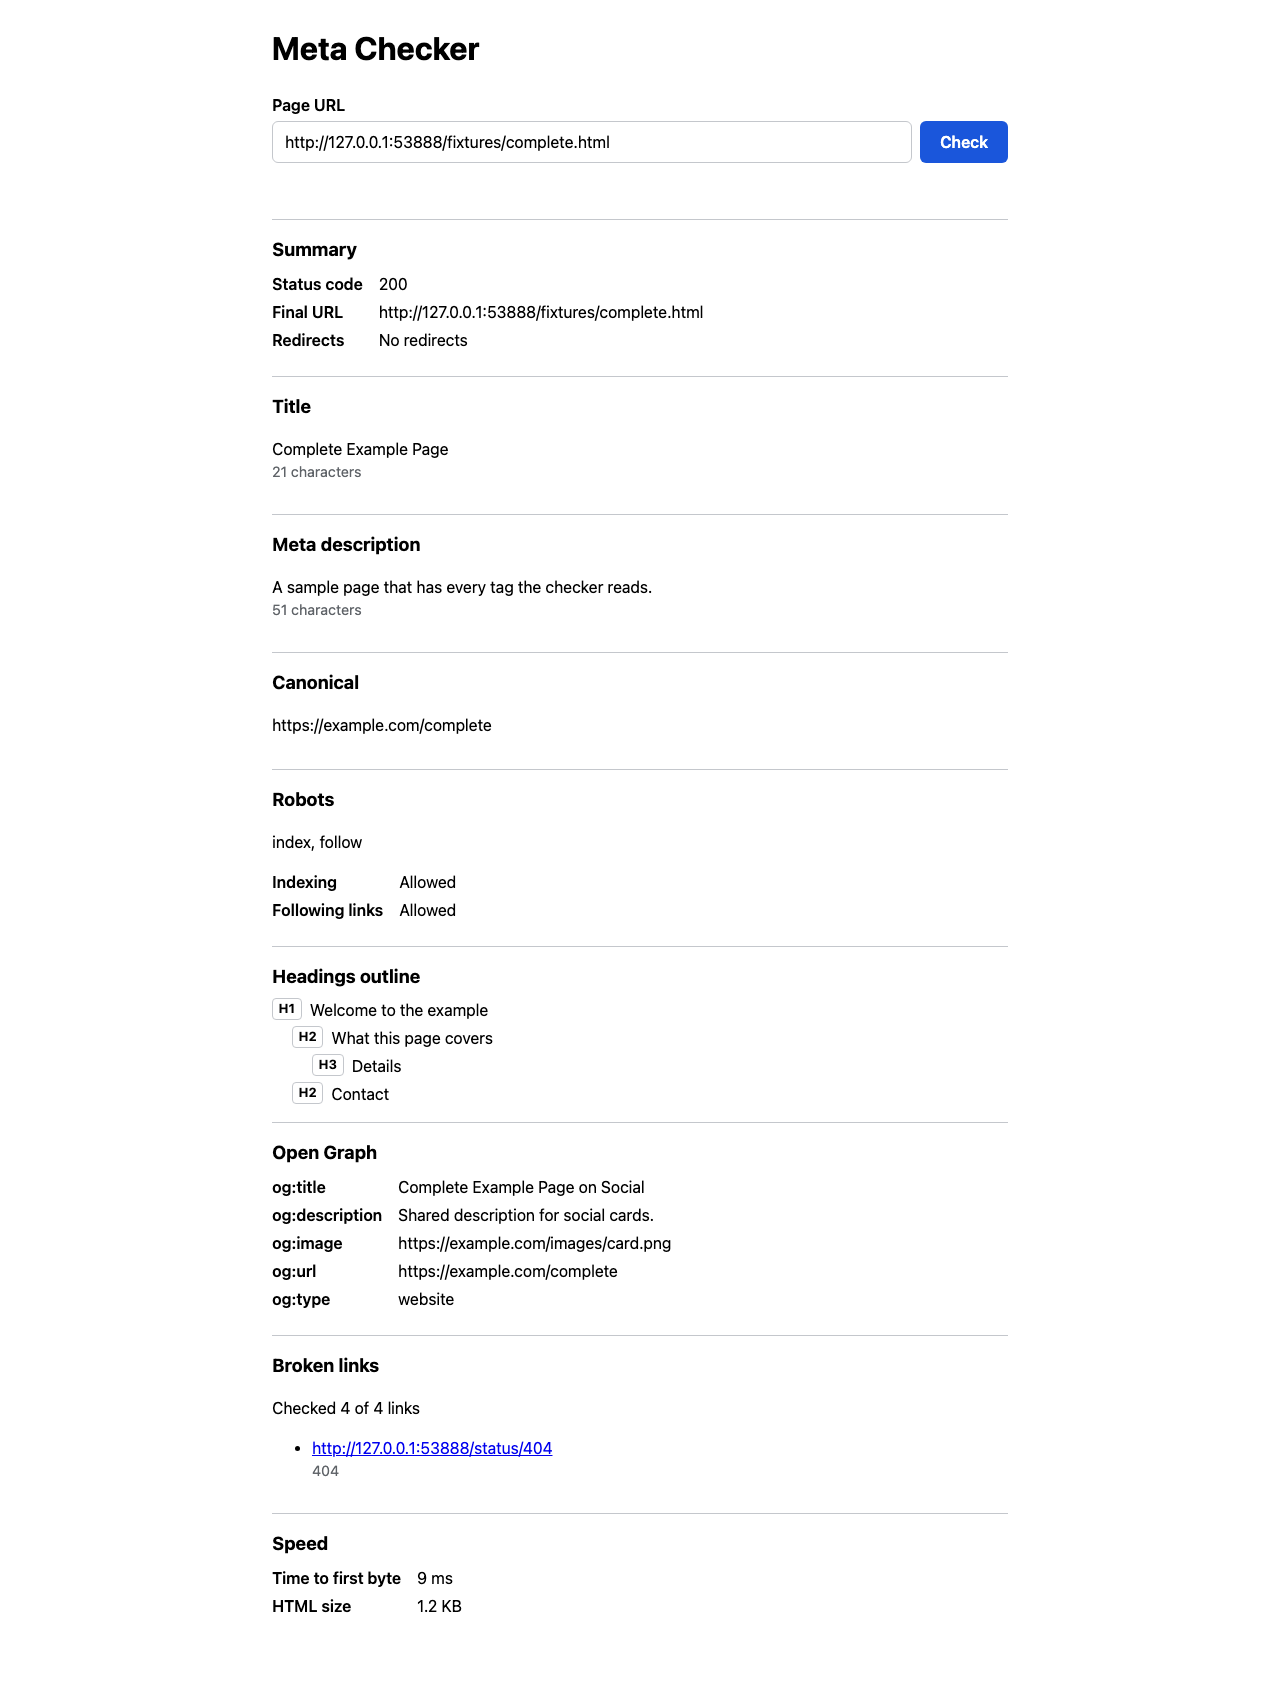 Meta Checker
Page URL
http://127.0.0.1:53888/fixtures/complete.html
Check
Summary
Status code 200
Final URL http://127.0.0.1:53888/fixtures/complete.html
Redirects No redirects
Title
Complete Example Page
21 characters
Meta description
A sample page that has every tag the checker reads.
51 characters
Canonical
https://example.com/complete
Robots
index, follow
Indexing Allowed
Following links Allowed
Headings outline
H1 Welcome to the example
H2 What this page covers
H3 Details
H2 Contact
Open Graph
og:title Complete Example Page on Social
og:description Shared description for social cards.
og:image https://example.com/images/card.png
og:url https://example.com/complete
og:type website
Broken links
Checked 4 of 4 links
http://127.0.0.1:53888/status/404
404
Speed
Time to first byte 9 ms
HTML size 1.2 KB